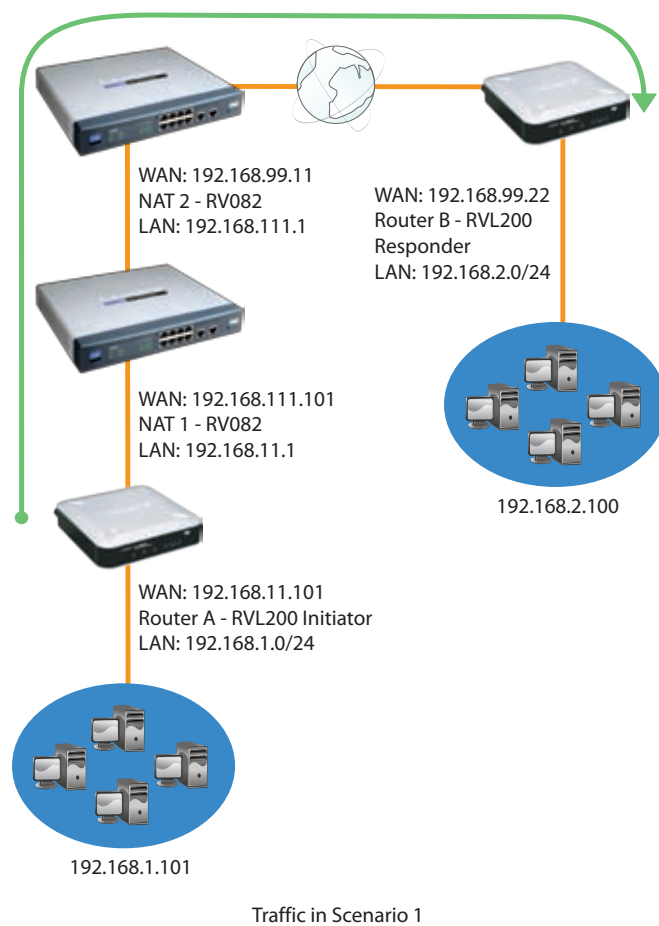 WAN: 192.168.99.11
NAT 2 - RV082
LAN: 192.168.111.1
WAN: 192.168.99.22
Router B - RVL200
Responder
LAN: 192.168.2.0/24
WAN: 192.168.111.101
NAT 1 - RV082
LAN: 192.168.11.1
192.168.2.100
WAN: 192.168.11.101
Router A - RVL200 Initiator
LAN: 192.168.1.0/24
192.168.1.101
Traffic in Scenario 1